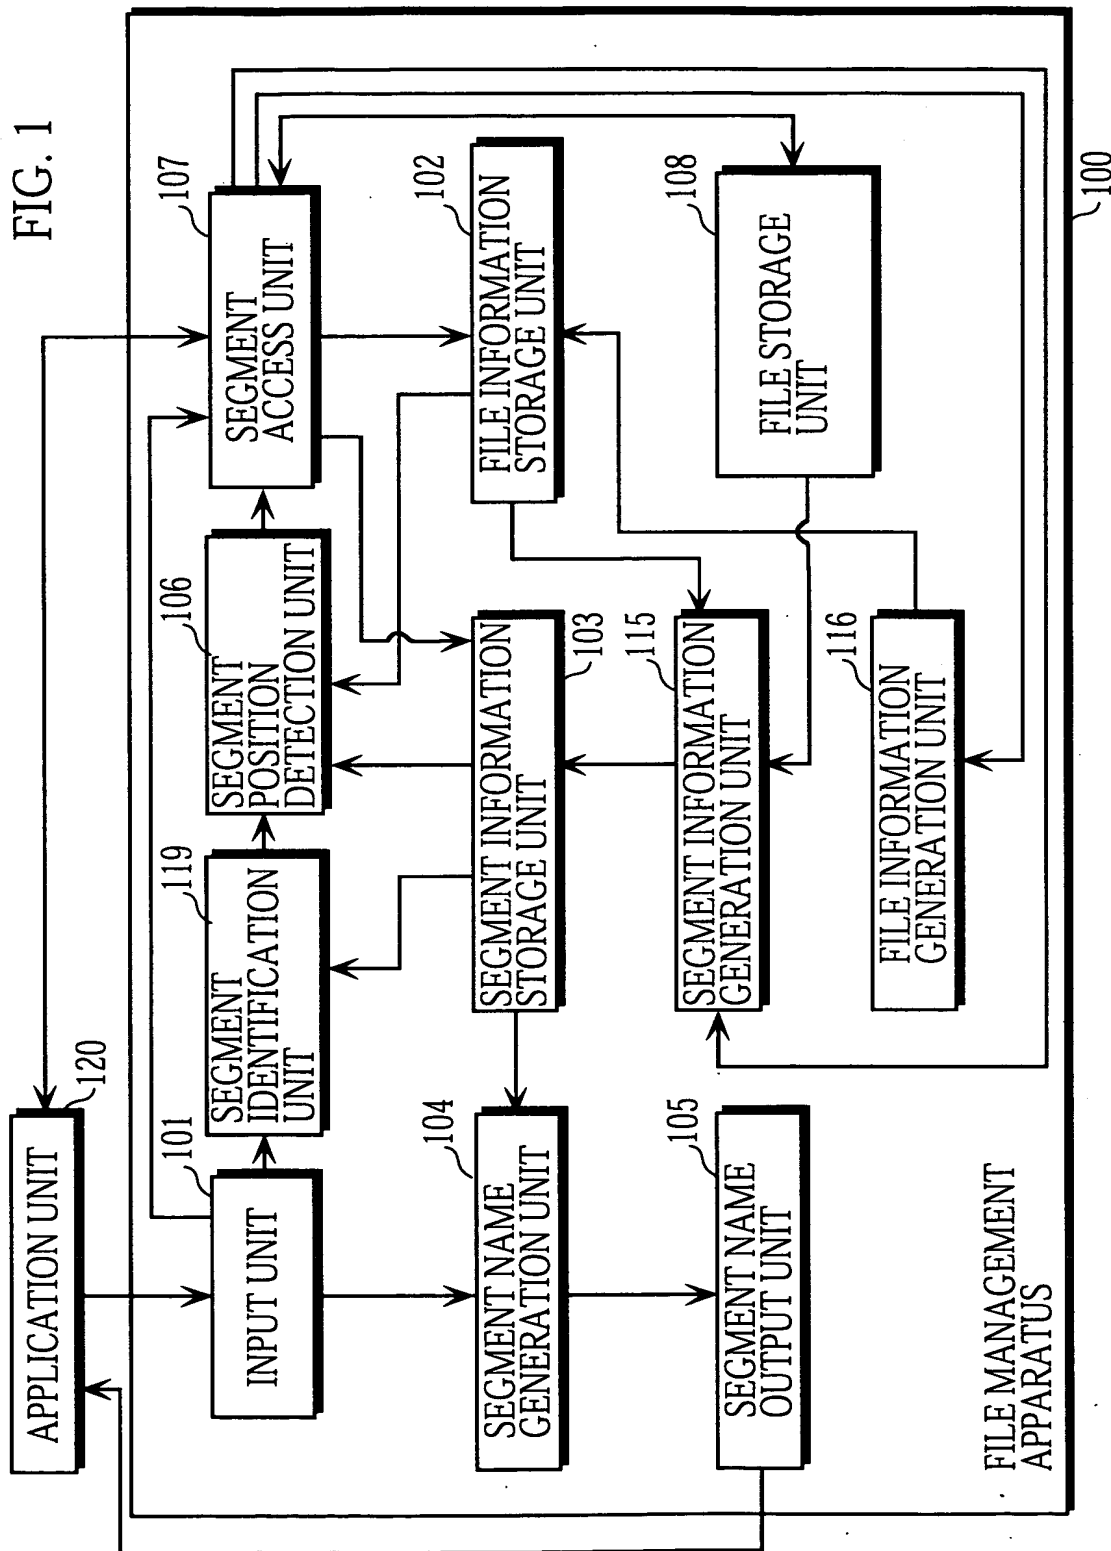 FIG. 1
APPLICATION UNIT
120
INPUT UNIT
101
SEGMENT
IDENTIFICATION
UNIT
119
SEGMENT
POSITION
DETECTION UNIT
106
SEGMENT
ACCESS UNIT
107
SEGMENT NAME
GENERATION UNIT
104
SEGMENT INFORMATION
STORAGE UNIT
103
FILE INFORMATION
STORAGE UNIT
102
SEGMENT NAME
OUTPUT UNIT
105
SEGMENT INFORMATION
GENERATION UNIT
115
FILE STORAGE
UNIT
108
FILE INFORMATION
GENERATION UNIT
116
FILE MANAGEMENT
APPARATUS
100